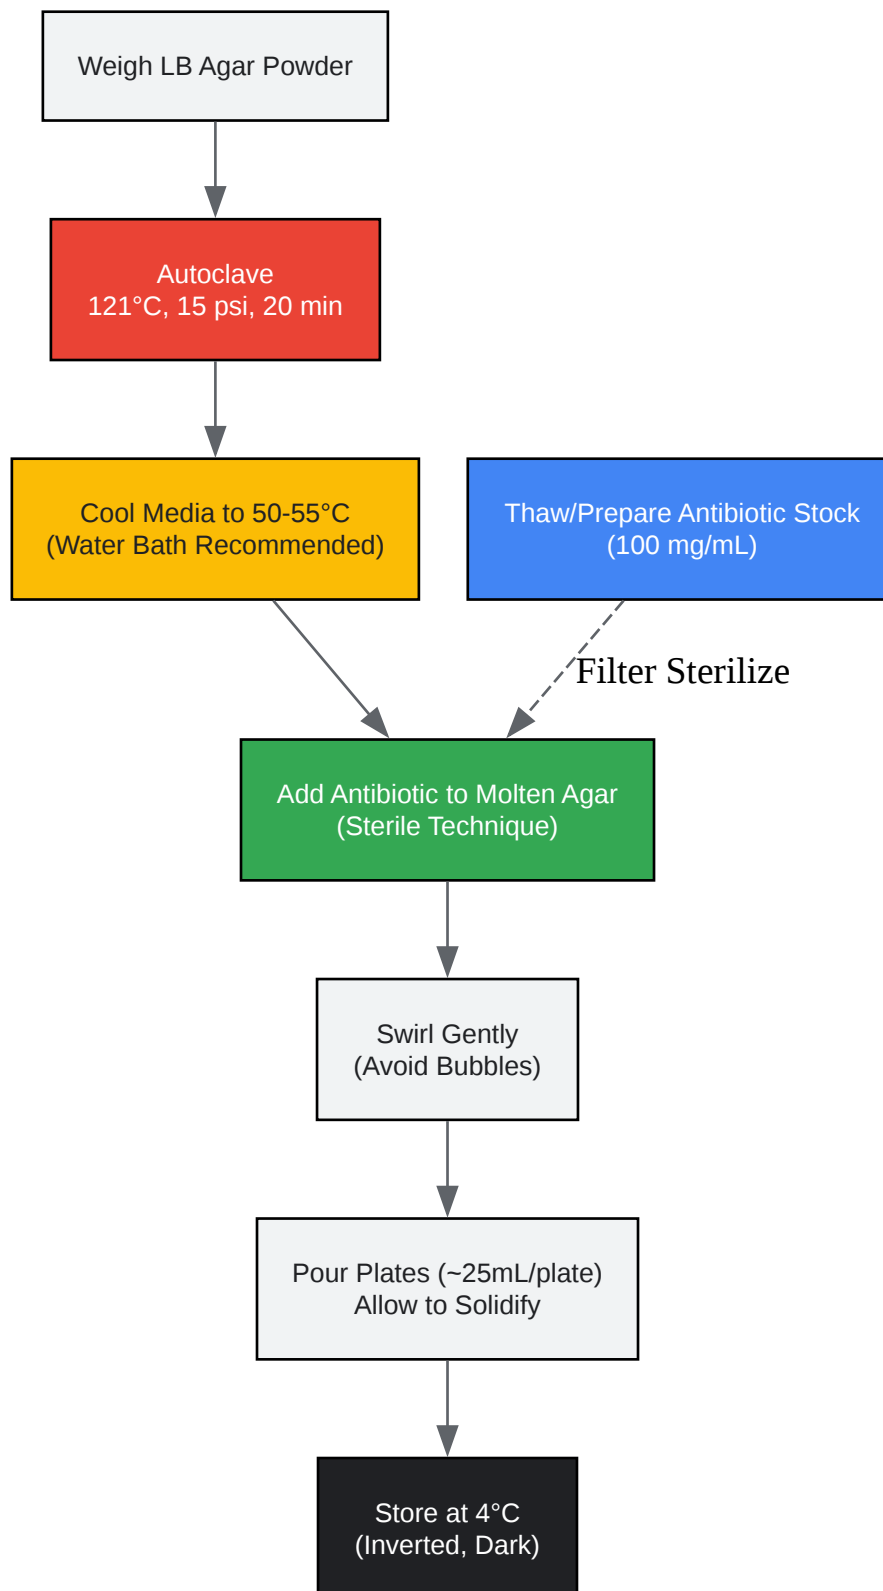 Weigh LB Agar Powder
Autoclave
121°C, 15 psi, 20 min
Cool Media to 50-55°C
(Water Bath Recommended)
Thaw/Prepare Antibiotic Stock
(100 mg/mL)
Filter Sterilize
Add Antibiotic to Molten Agar
(Sterile Technique)
Swirl Gently
(Avoid Bubbles)
Pour Plates (~25mL/plate)
Allow to Solidify
Store at 4°C
(Inverted, Dark)